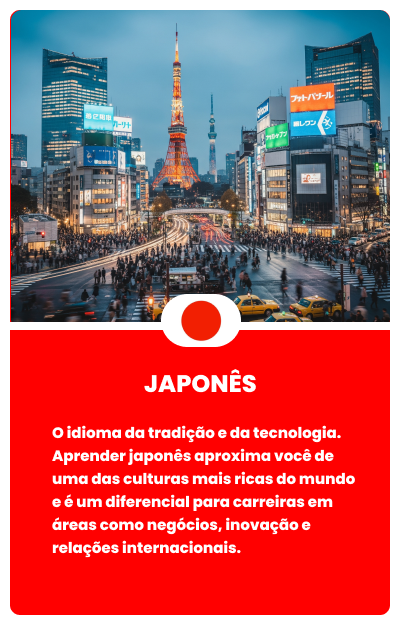 JAPONÊS
O idioma da tradição e da tecnologia.
Aprender japonês aproxima você de
uma das culturas mais ricas do mundo
e é um diferencial para carreiras em
áreas como negócios, inovação e
relações internacionais.